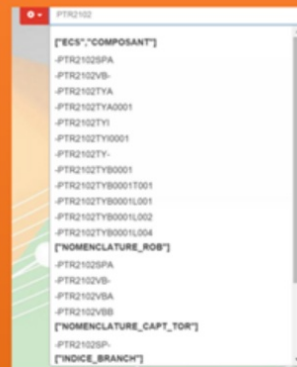 PTR2102
["ECS","COMPOSANT"]
-PTR2102SPA
-PTR2102VB-
-PTR2102TYA
-PTR2102TYA0001
-PTR2102TYI
-PTR2102TYI0001
-PTR2102TY-
-PTR2102TYB0001
-PTR2102TYB0001T001
-PTR2102TYB0001L001
-PTR2102TYB0001L002
-PTR2102TYB0001L004
["NOMENCLATURE_ROB"]
-PTR2102SPA
-PTR2102VB-
-PTR2102VBA
-PTR2102VBB
["NOMENCLATURE_CAPT_TOR"]
-PTR2102SP-
["INDICE_BRANCH"]